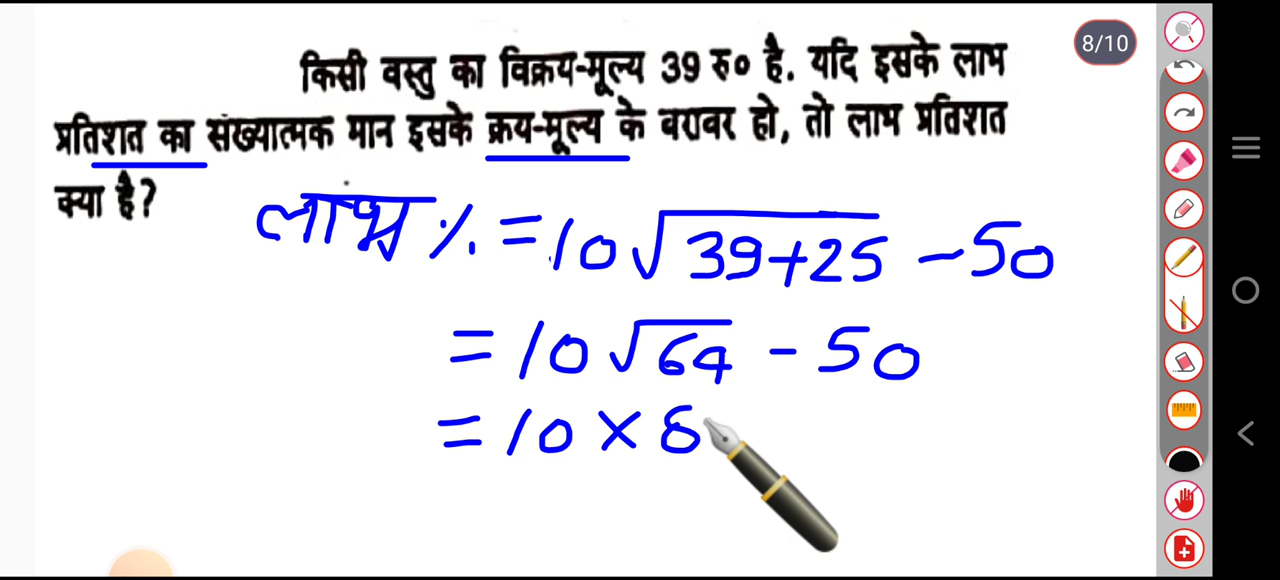 8/10
किसी वस्तु का विक्रय-मूल्य 39 रु० है. यदि इसके लाभ
प्रतिशत का संख्यात्मक मान इसके क्रय-मूल्य के बराबर हो, तो लाभ प्रतिशत
क्या है?
लाभ % = 10√39+25 - 50
= 10√64 - 50
= 10 × 8